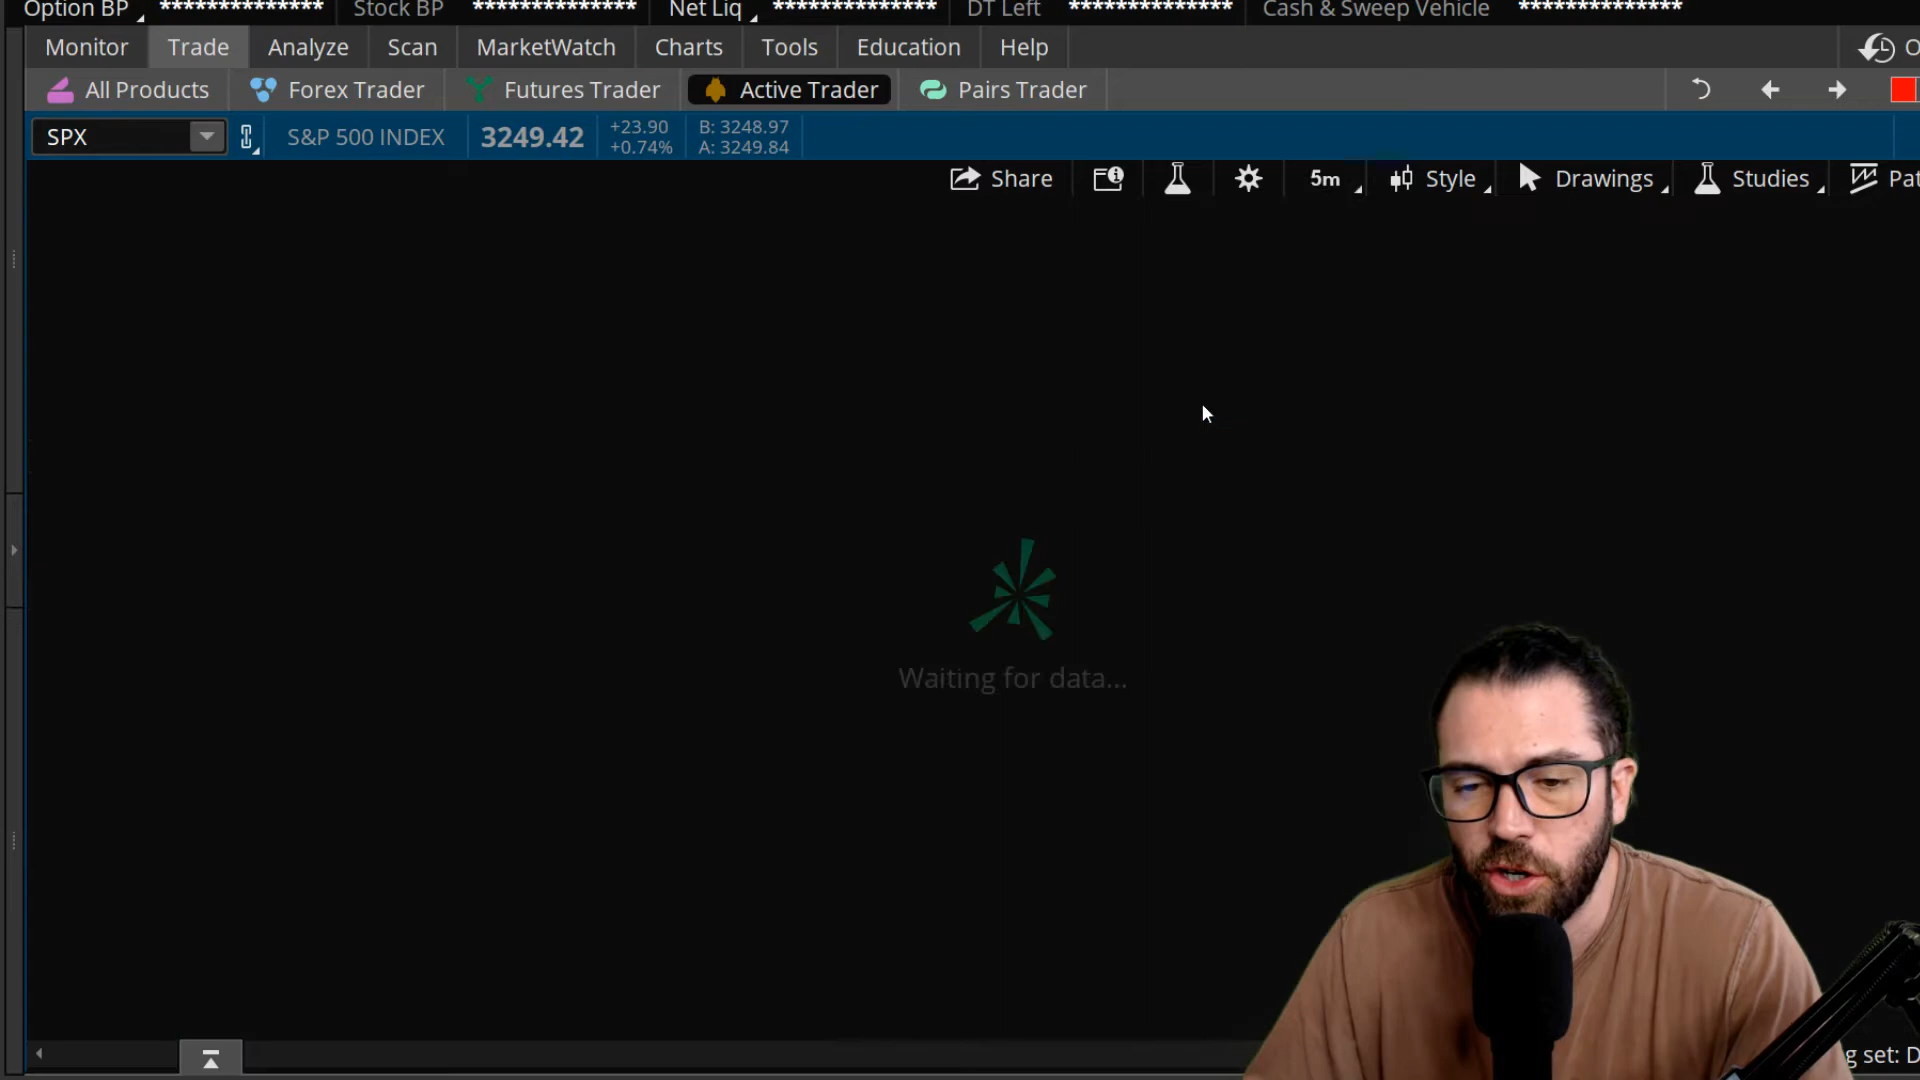 Option BP ************** Stock BP ************** Net Liq ************** DT Left ************** Cash & Sweep Vehicle **************
Monitor Trade Analyze Scan MarketWatch Charts Tools Education Help
All Products Forex Trader Futures Trader Active Trader Pairs Trader
SPX S&P 500 INDEX 3249.42 +23.90 B: 3248.97
+0.74% A: 3249.84
Share 5m Style Drawings Studies Pat
Waiting for data...
g set: D